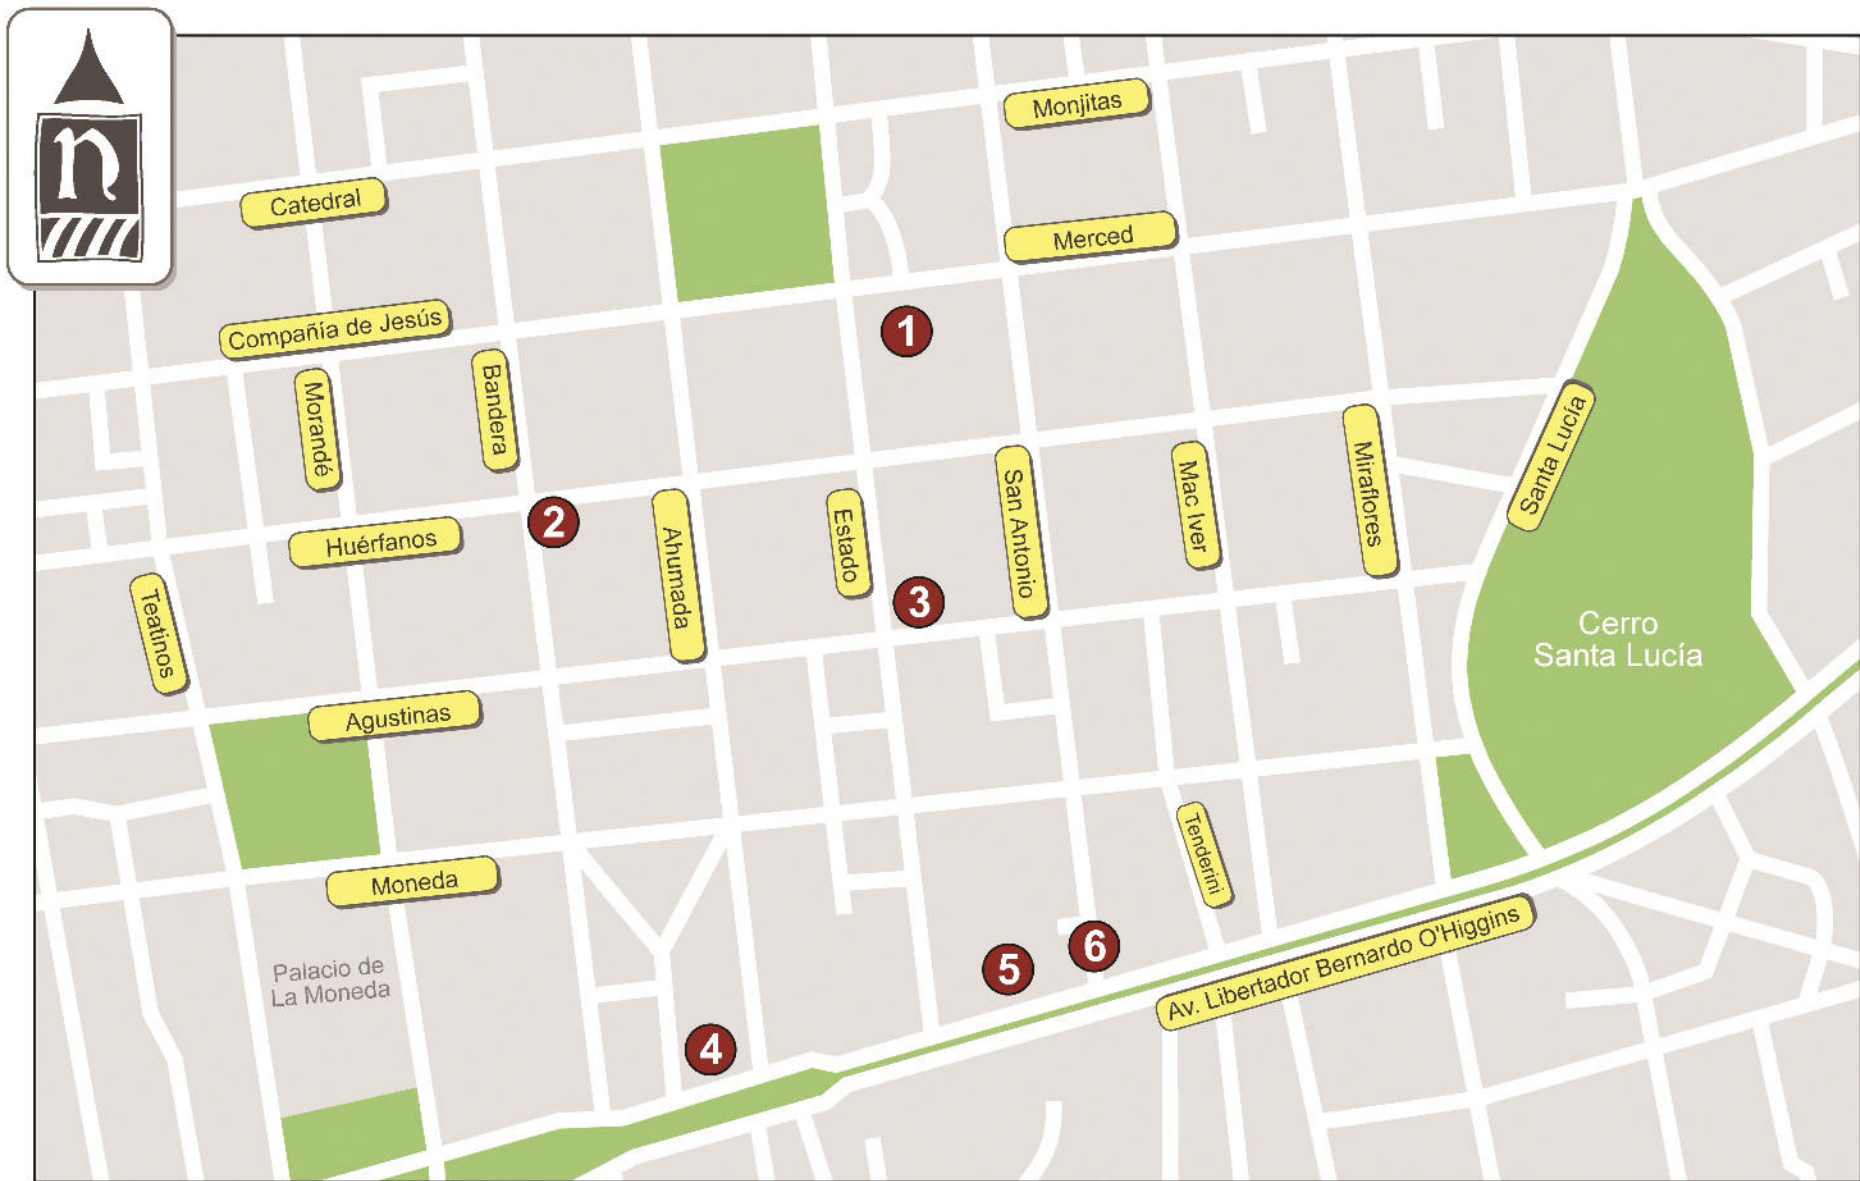 n
Monjitas
Catedral
Merced
Compañía de Jesús
1
Bandera
Morandé
Santa Lucía
Miraflores
Mac Iver
San Antonio
2
Ahumada
Estado
Huérfanos
3
Teatinos
Cerro
Santa Lucía
Agustinas
Tenderini
Moneda
Av. Libertador Bernardo O'Higgins
6
5
Palacio de
La Moneda
4